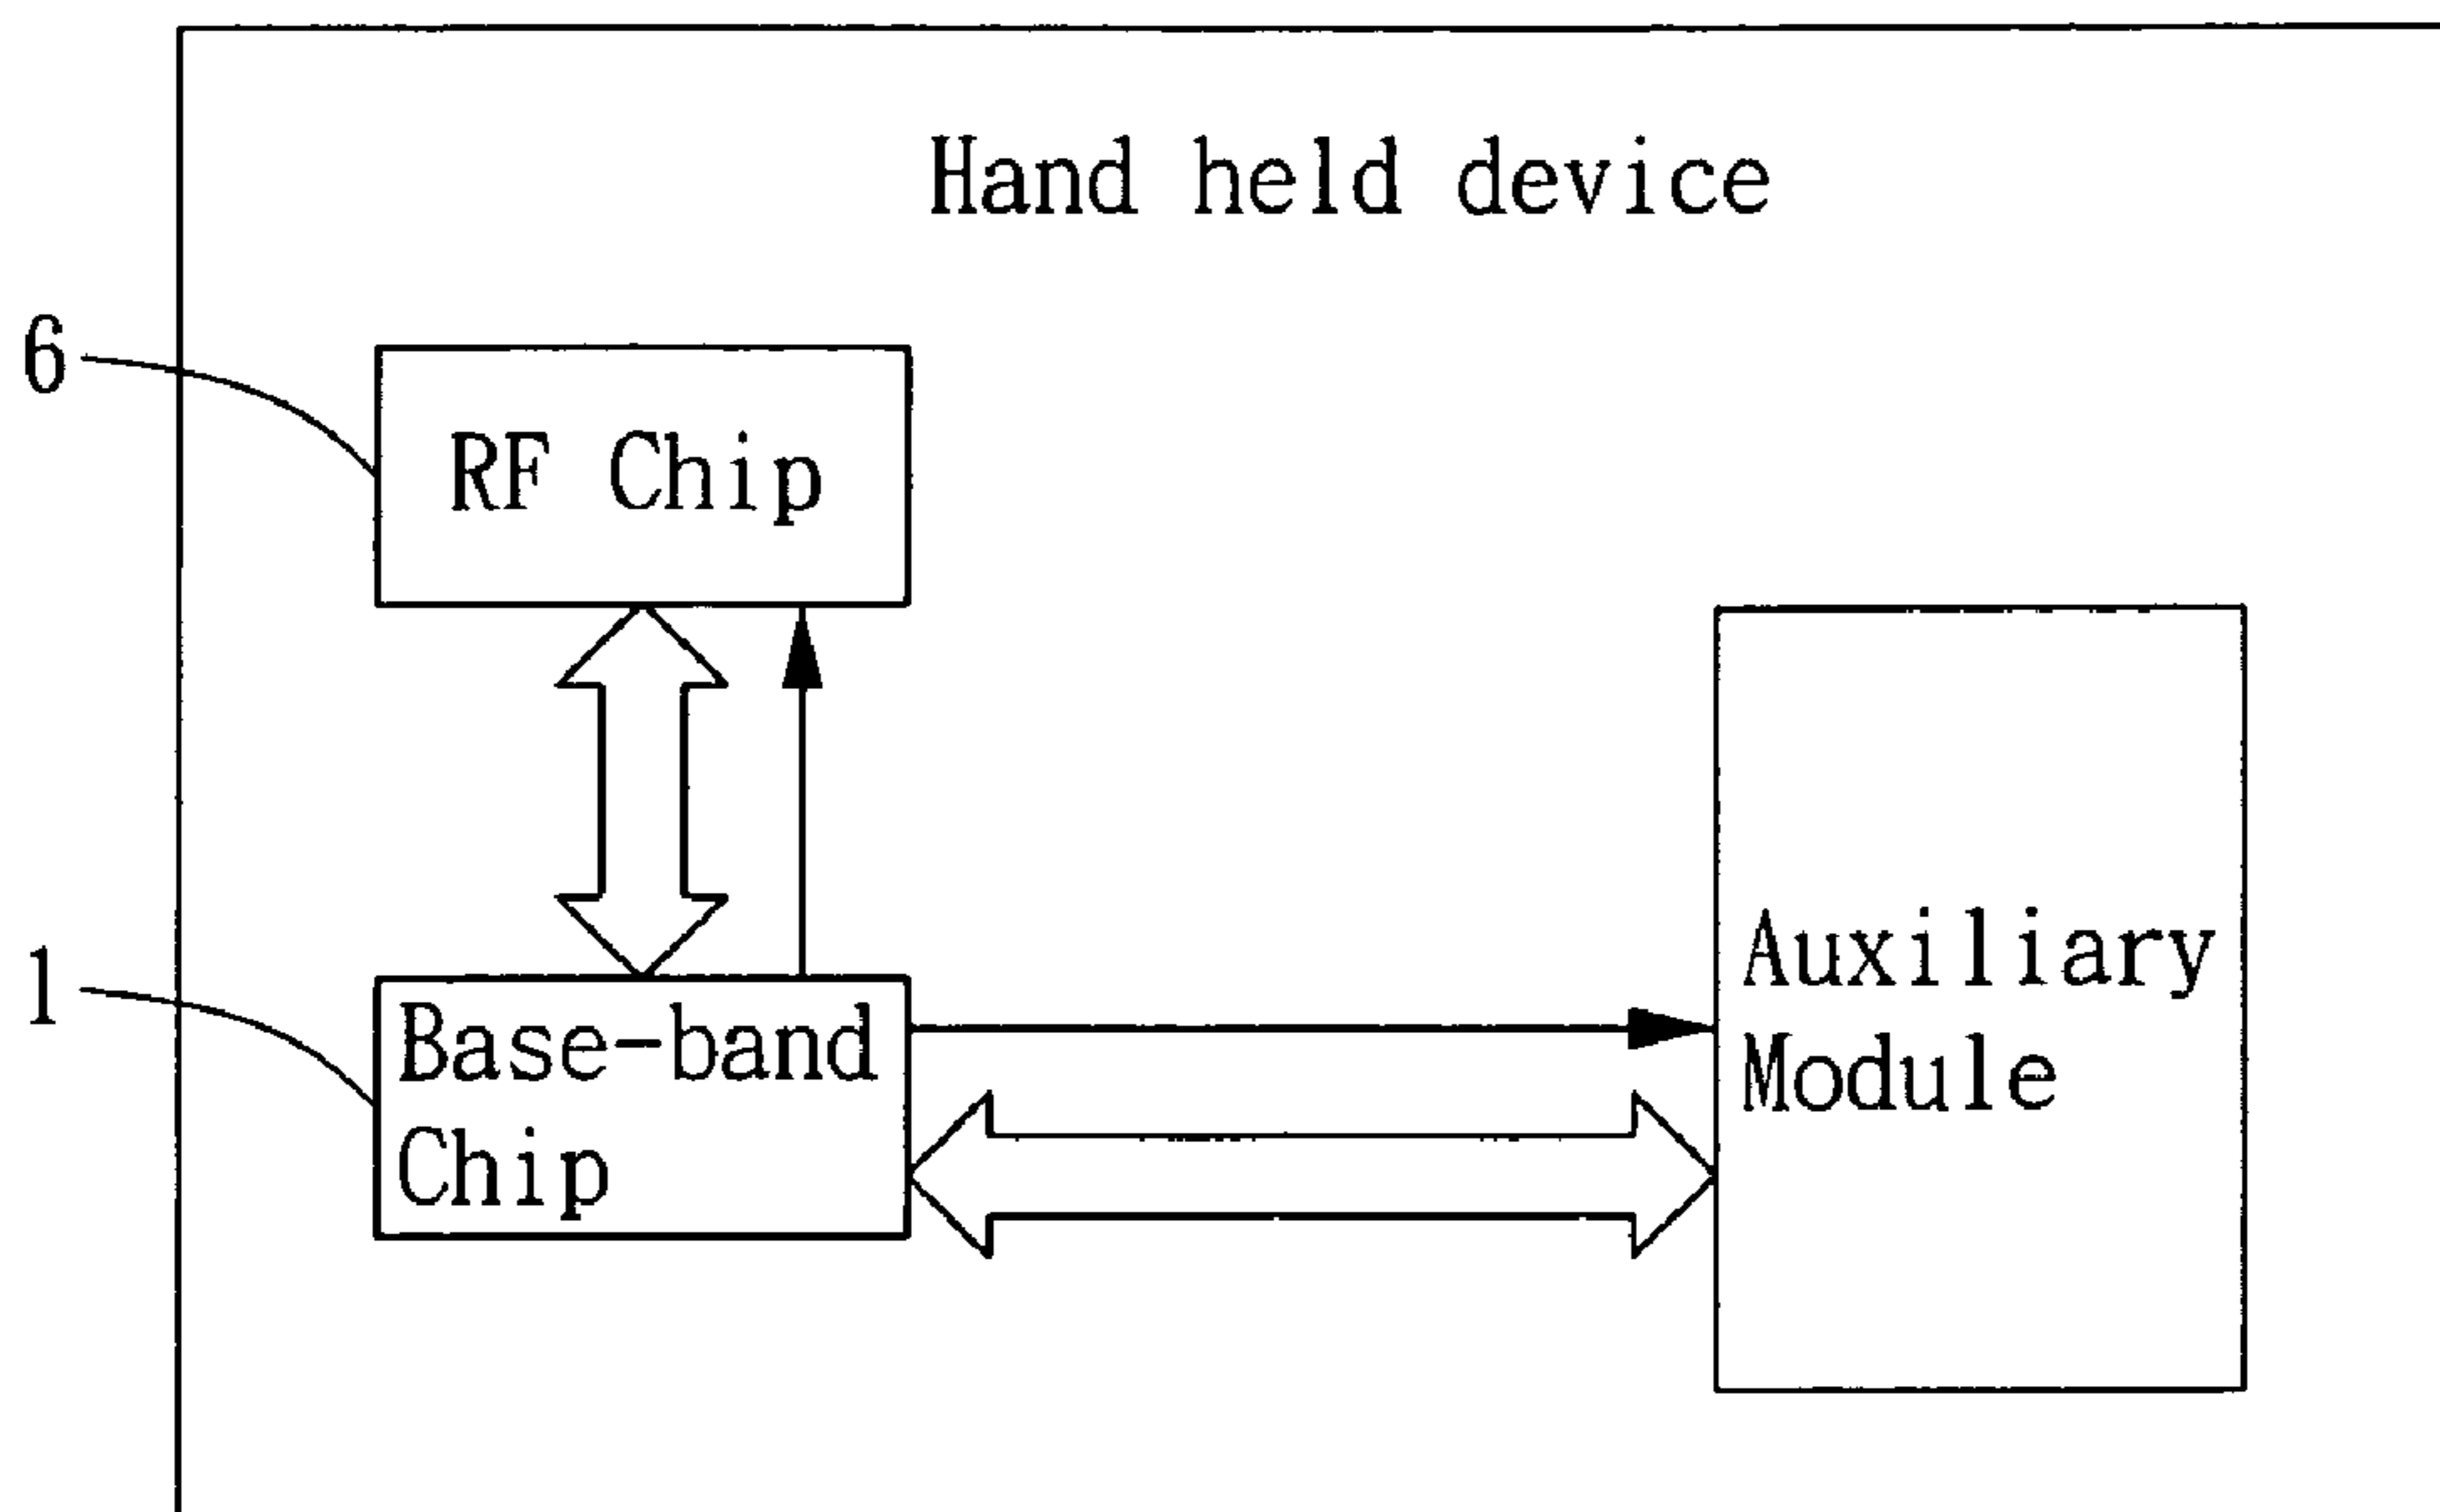 Hand held device
6
RF Chip
1
Base-band
Chip
Auxiliary
Module